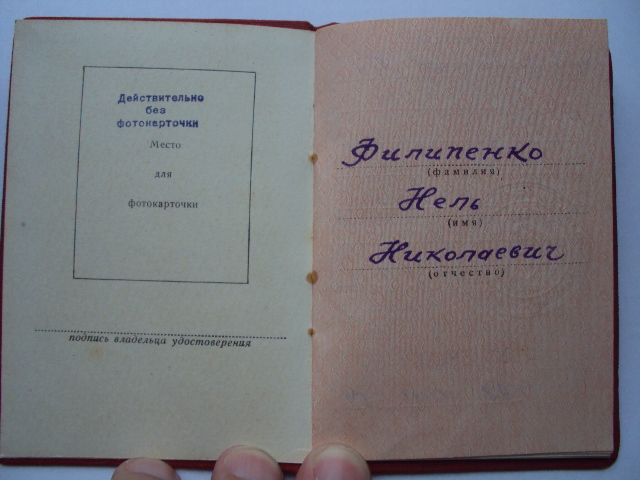 Действительно
без
фотокарточки
Место
для
фотокарточки
подпись владельца удостоверения
Филипенко
(фамилия)
Нель
(имя)
Николаевич
(отчество)